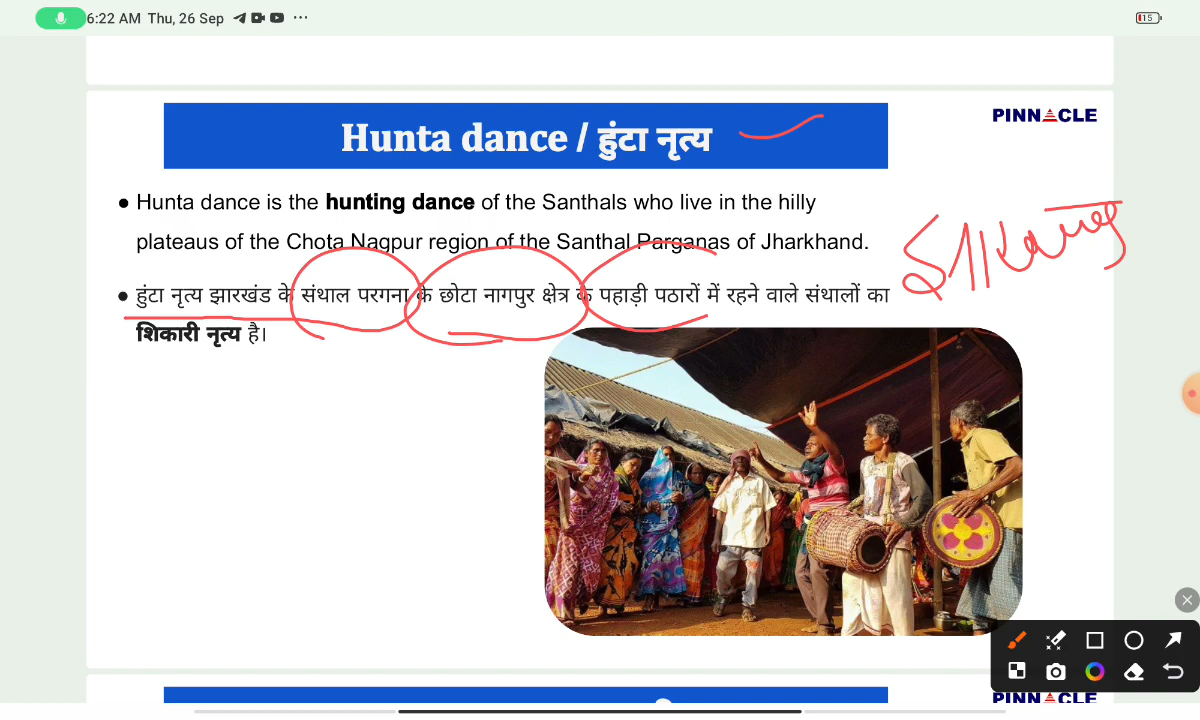 6:22 AM Thu, 26 Sep
15
PINNACLE
Hunta dance / हुंटा नृत्य
● Hunta dance is the hunting dance of the Santhals who live in the hilly
plateaus of the Chota Nagpur region of the Santhal Parganas of Jharkhand.
● हुंटा नृत्य झारखंड के संथाल परगना के छोटा नागपुर क्षेत्र के पहाड़ी पठारों में रहने वाले संथालों का
शिकारी नृत्य है।
PINNACLE